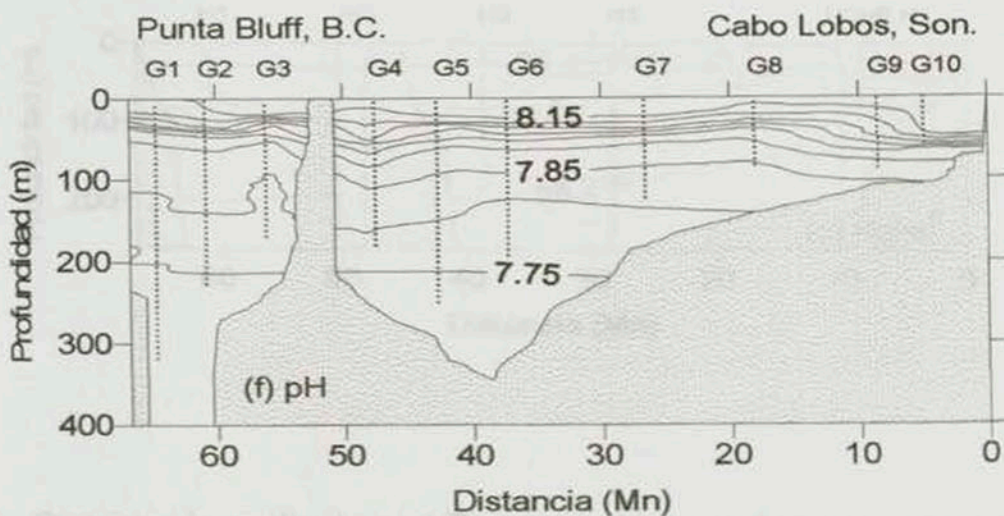 Punta Bluff, B.C. Cabo Lobos, Son.
G1 G2 G3 G4 G5 G6 G7 G8 G9 G10
0
100
200
300
400
Profundidad (m)
8.15
7.85
7.75
(f) pH
60 50 40 30 20 10 0
Distancia (Mn)